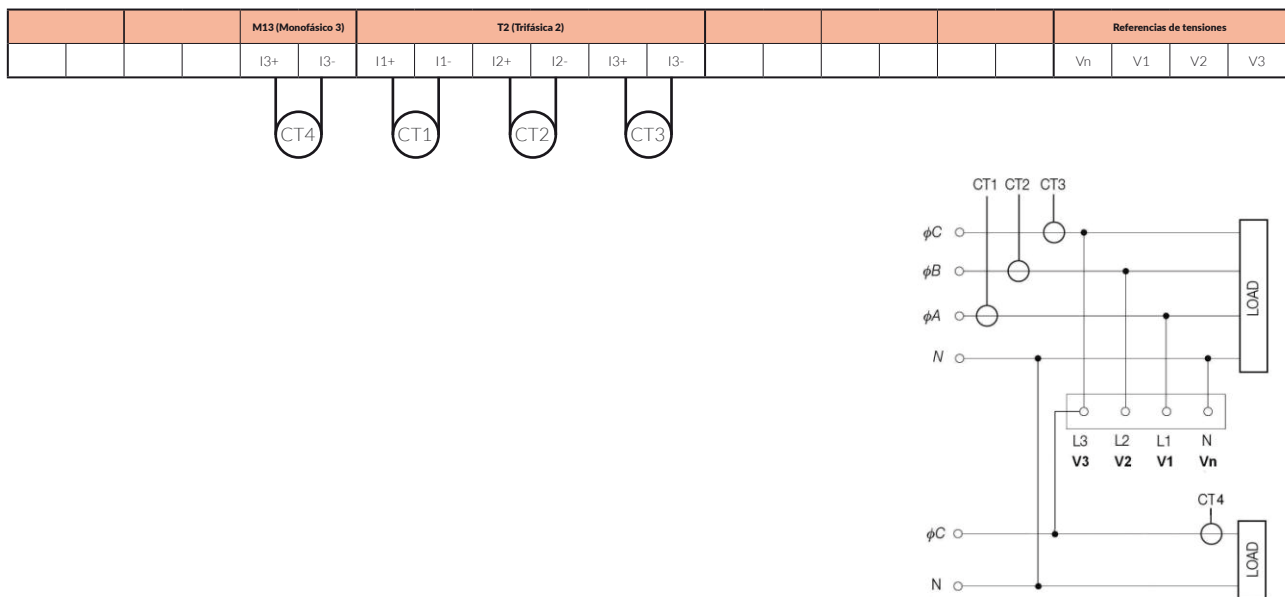 M13 (Monofásico 3) T2 (Trifásica 2) Referencias de tensiones
I3+ I3- I1+ I1- I2+ I2- I3+ I3- Vn V1 V2 V3
CT4 CT1 CT2 CT3
CT1 CT2 CT3
ϕC
ϕB
LOAD
ϕA
N
L3 L2 L1 N
V3 V2 V1 Vn
CT4
ϕC
LOAD
N